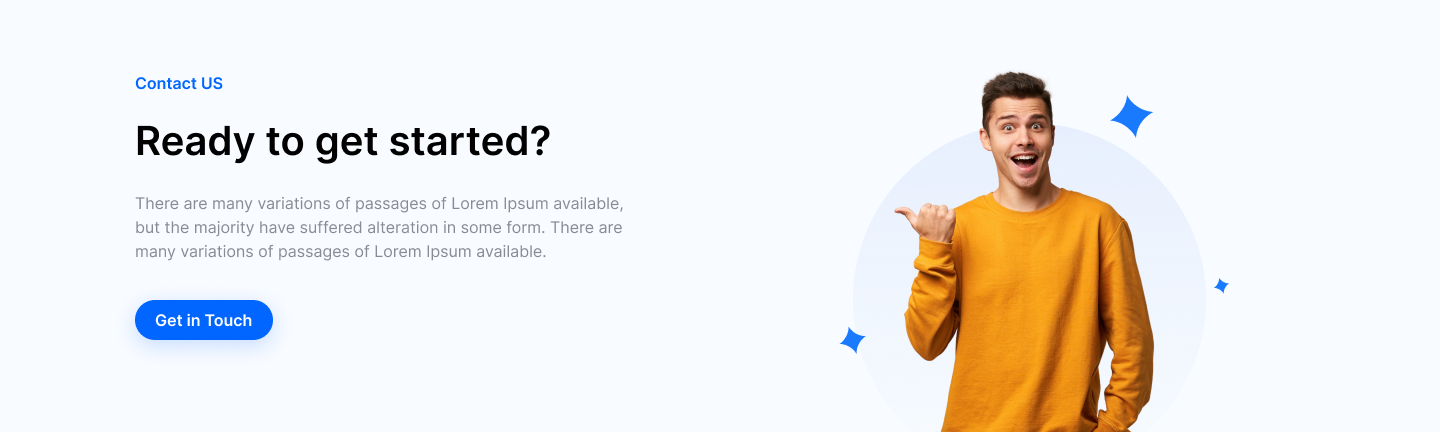 Contact US
Ready to get started?
There are many variations of passages of Lorem Ipsum available,
but the majority have suffered alteration in some form. There are
many variations of passages of Lorem Ipsum available.
Get in Touch